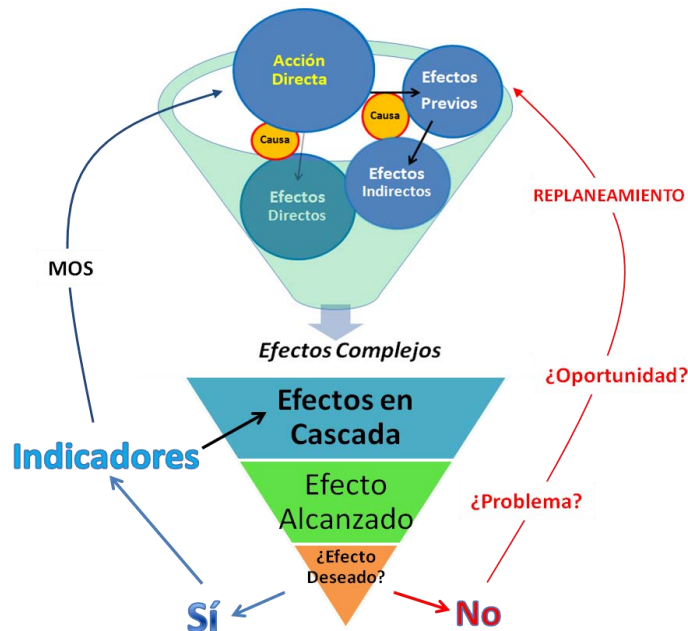 Acción
Directa
Efectos
Previos
Causa
Causa
Efectos
Indirectos
Efectos
Directos
REPLANEAMIENTO
MOS
Efectos Complejos
¿Oportunidad?
Efectos en
Cascada
Indicadores
Efecto
Alcanzado
¿Problema?
¿Efecto
Deseado?
Sí
No